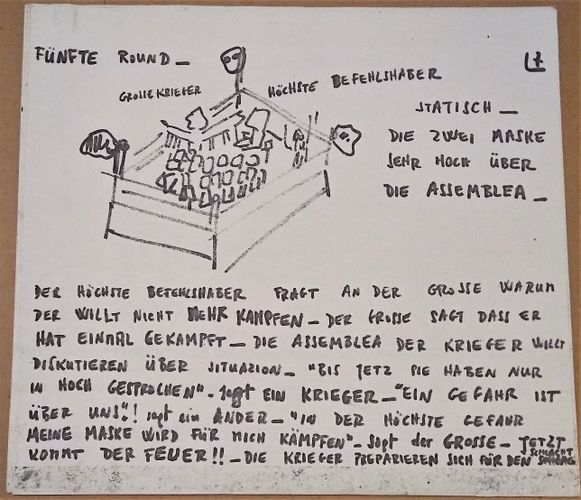 FÜNFTE ROUND_
17
GROSSE KRIEGER
HÖCHSTE BEFEHLSHABER
STATISCH_
DIE ZWEI MASKE
SEHR HOCH ÜBER
DIE ASSEMBLEA_
DER HÖCHSTE BETEHLSHABER FRAGT AN DER GROSSE WARUM
DER WILLT NICHT MEHR KAMPFEN_ DER GROSSE SAGT DASS ER
HAT EINMAL GEKAMPFT_ DIE ASSEMBLEA DER KRIEGER WILLT
DISKUTIEREN ÜBER SITUAZION_ "BIS JETZ SIE HABEN NUR
IN HOCH GESPROCHEN"_ sagt EIN KRIEGER_ "EIN GEFAHR IST
ÜBER UNS"! sagt ein ANDER_ "IN DER HÖCHSTE GEFAHR
MEINE MASKE WIRD FÜR MICH KÄMPFEN"_ sagt der GROSSE_ JETZT
KOMMT DER FEUER!!_ DIE KRIEGER PREPARIEREN SICH FÜR DEN SCHLACHT